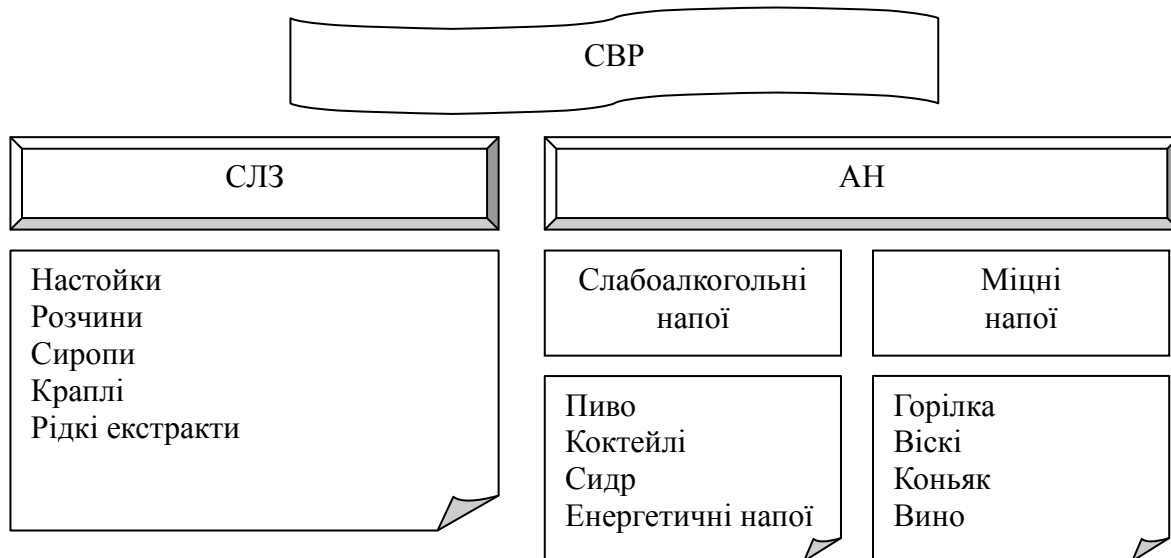 СВР
СЛЗ
АН
Настойки
Розчини
Сиропи
Краплі
Рідкі екстракти
Слабоалкогольні
напої
Міцні
напої
Пиво
Коктейлі
Сидр
Енергетичні напої
Горілка
Віскі
Коньяк
Вино